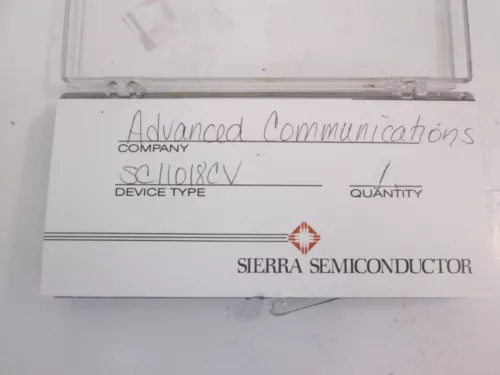 Advanced Communications
COMPANY
SC11018CV 1
DEVICE TYPE QUANTITY
SIERRA SEMICONDUCTOR